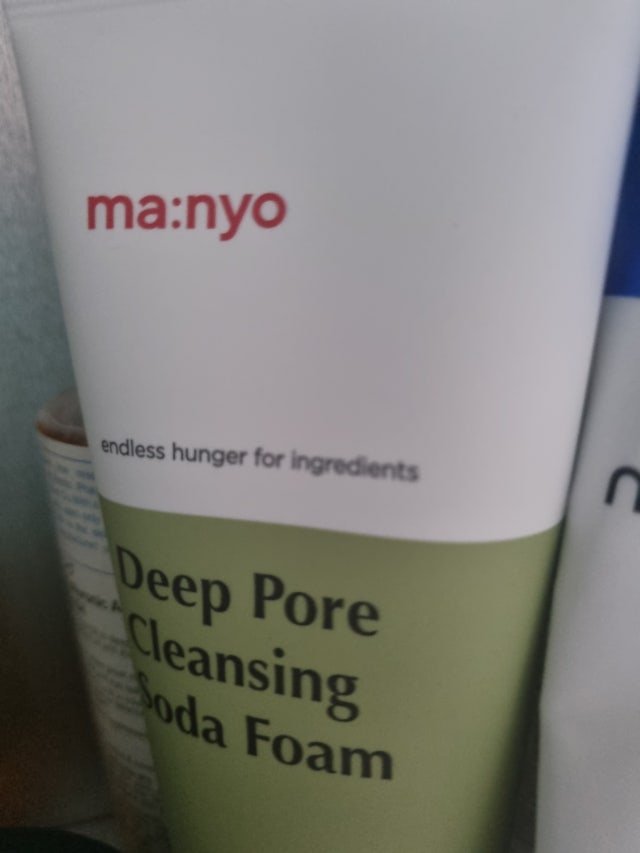 ma:nyo
endless hunger for ingredients
Deep Pore
Cleansing
Soda Foam